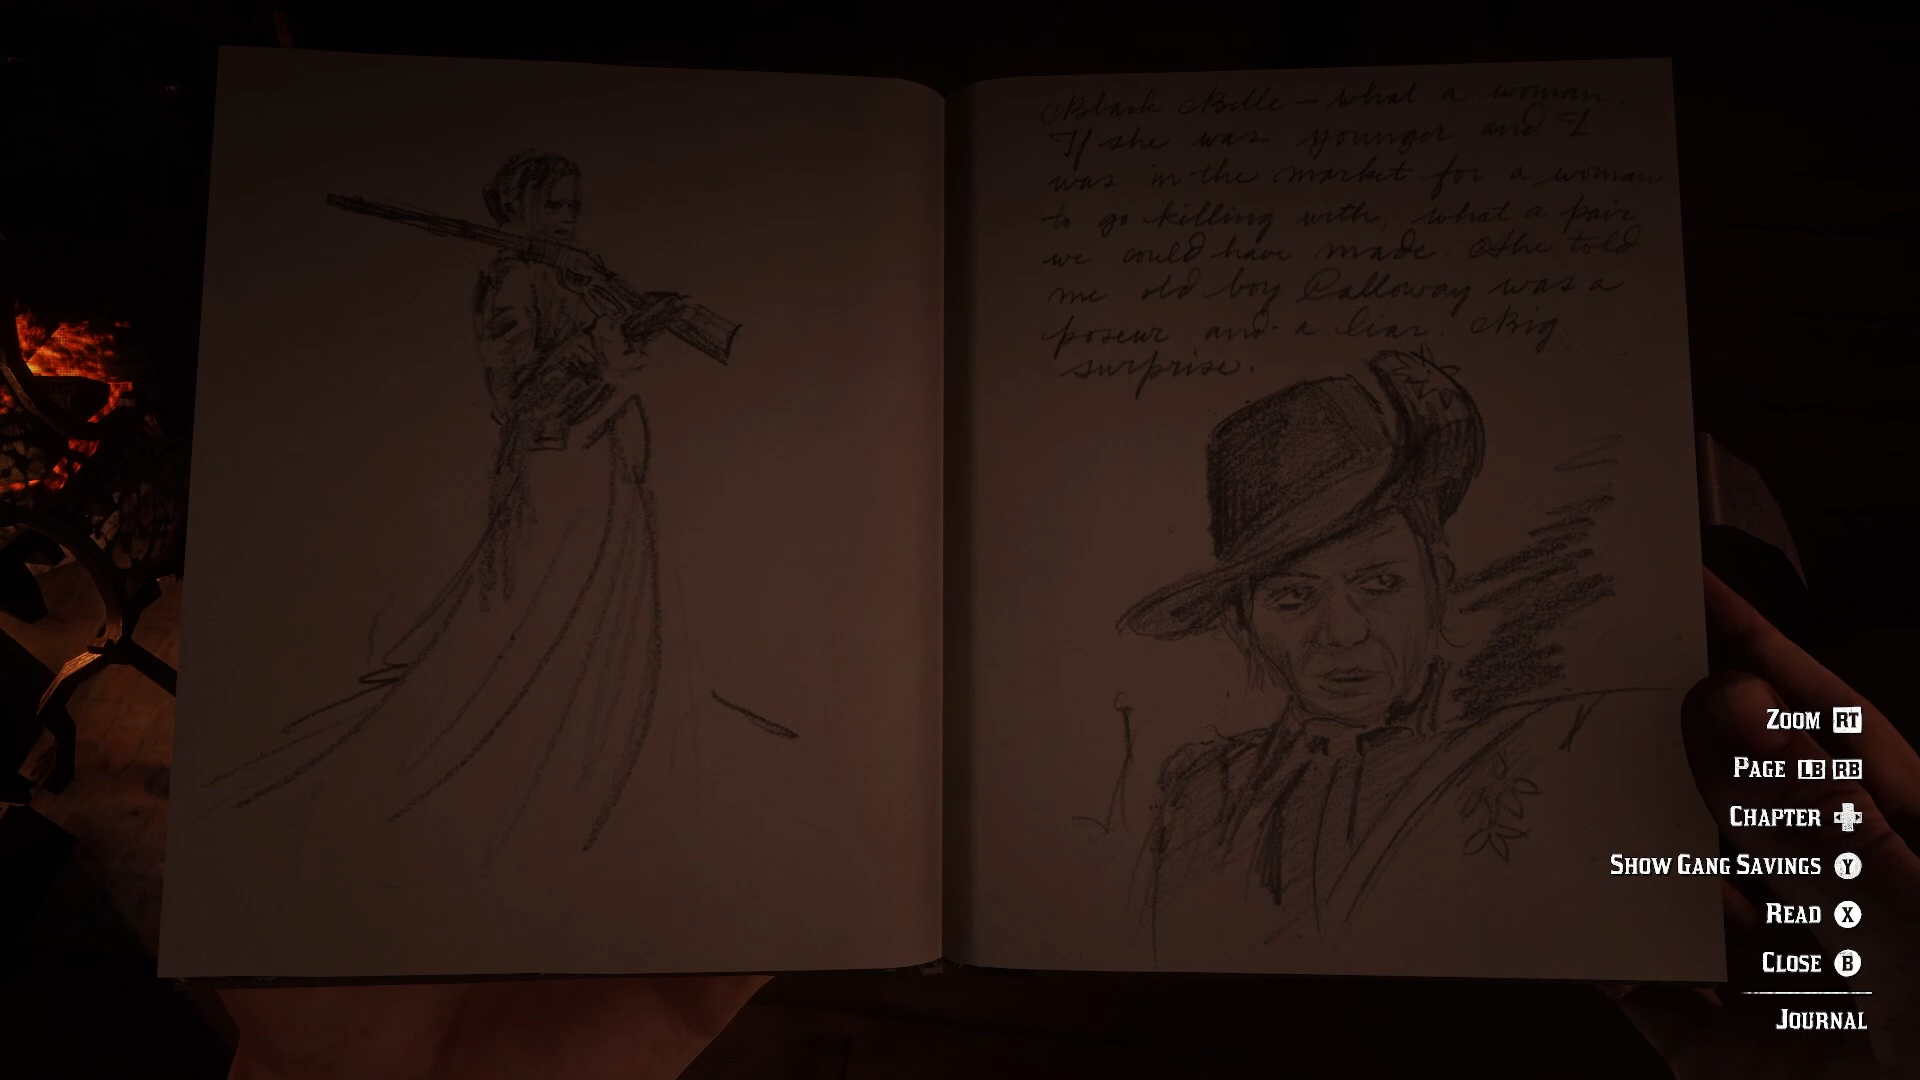 Black Belle – what a woman.
If she was younger and I
was in the market for a woman
to go killing with, what a pair
we could have made. She told
me old boy Calloway was a
poseur and a liar. Big
surprise.
ZOOM RT
PAGE LB RB
CHAPTER
SHOW GANG SAVINGS Y
READ X
CLOSE B
JOURNAL